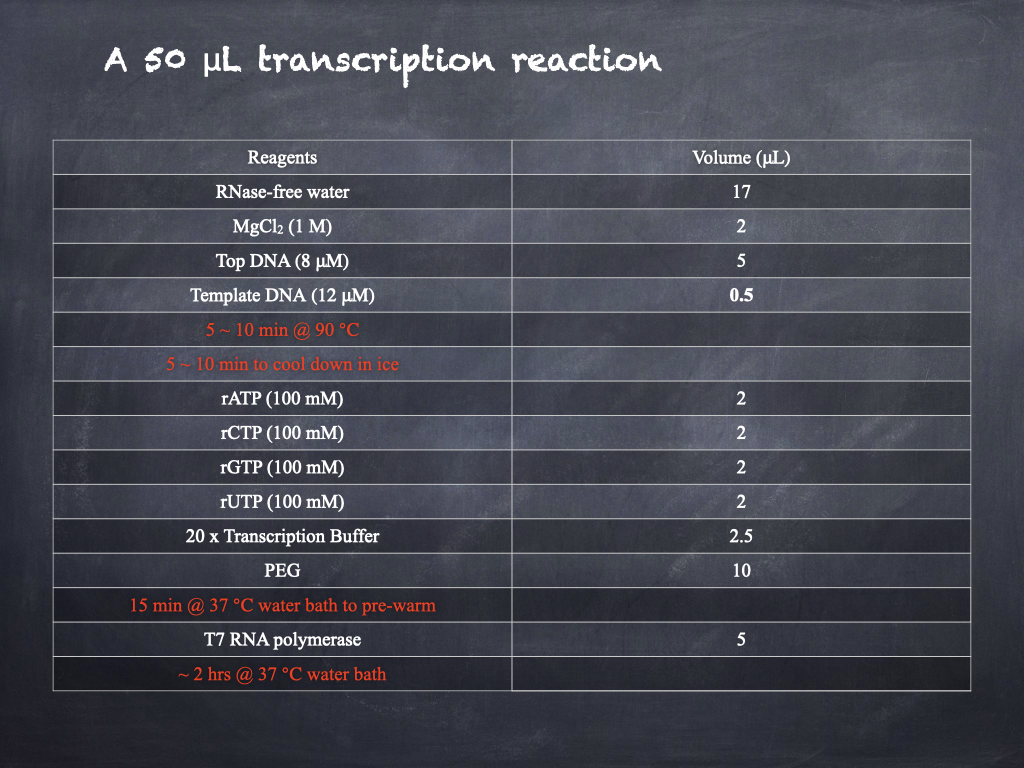 A 50 µL transcription reaction
Reagents Volume (µL)
RNase-free water 17
MgCl₂ (1 M) 2
Top DNA (8 µM) 5
Template DNA (12 µM) 0.5
5 ~ 10 min @ 90 °C
5 ~ 10 min to cool down in ice
rATP (100 mM) 2
rCTP (100 mM) 2
rGTP (100 mM) 2
rUTP (100 mM) 2
20 x Transcription Buffer 2.5
PEG 10
15 min @ 37 °C water bath to pre-warm
T7 RNA polymerase 5
~ 2 hrs @ 37 °C water bath